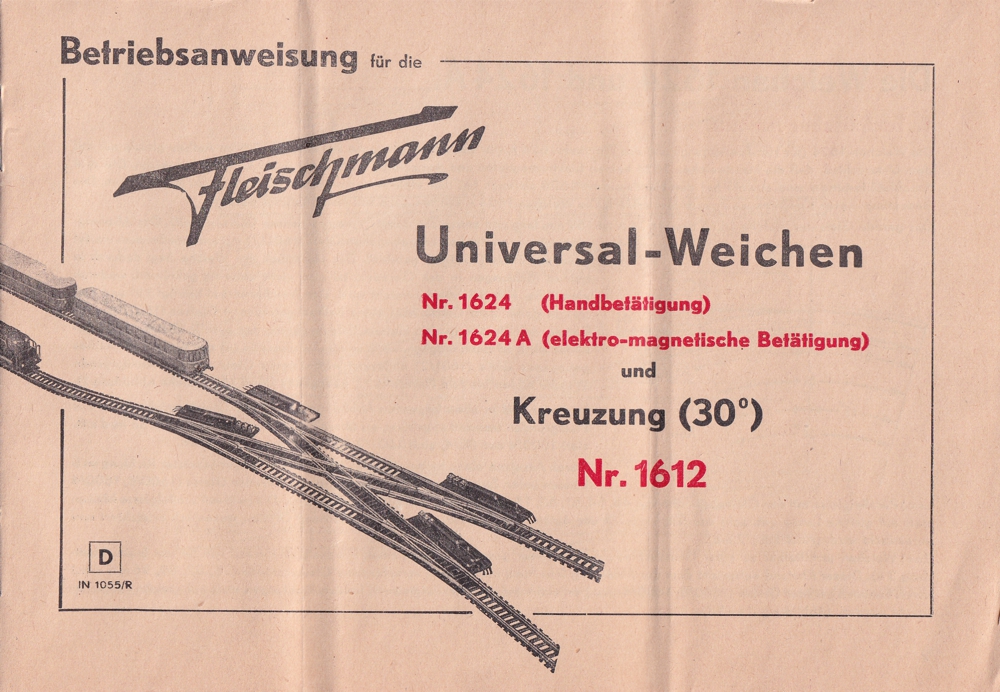 Betriebsanweisung für die
Fleischmann
Universal-Weichen
Nr. 1624 (Handbetätigung)
Nr. 1624 A (elektro-magnetische Betätigung)
und
Kreuzung (30°)
Nr. 1612
D
IN 1055/R